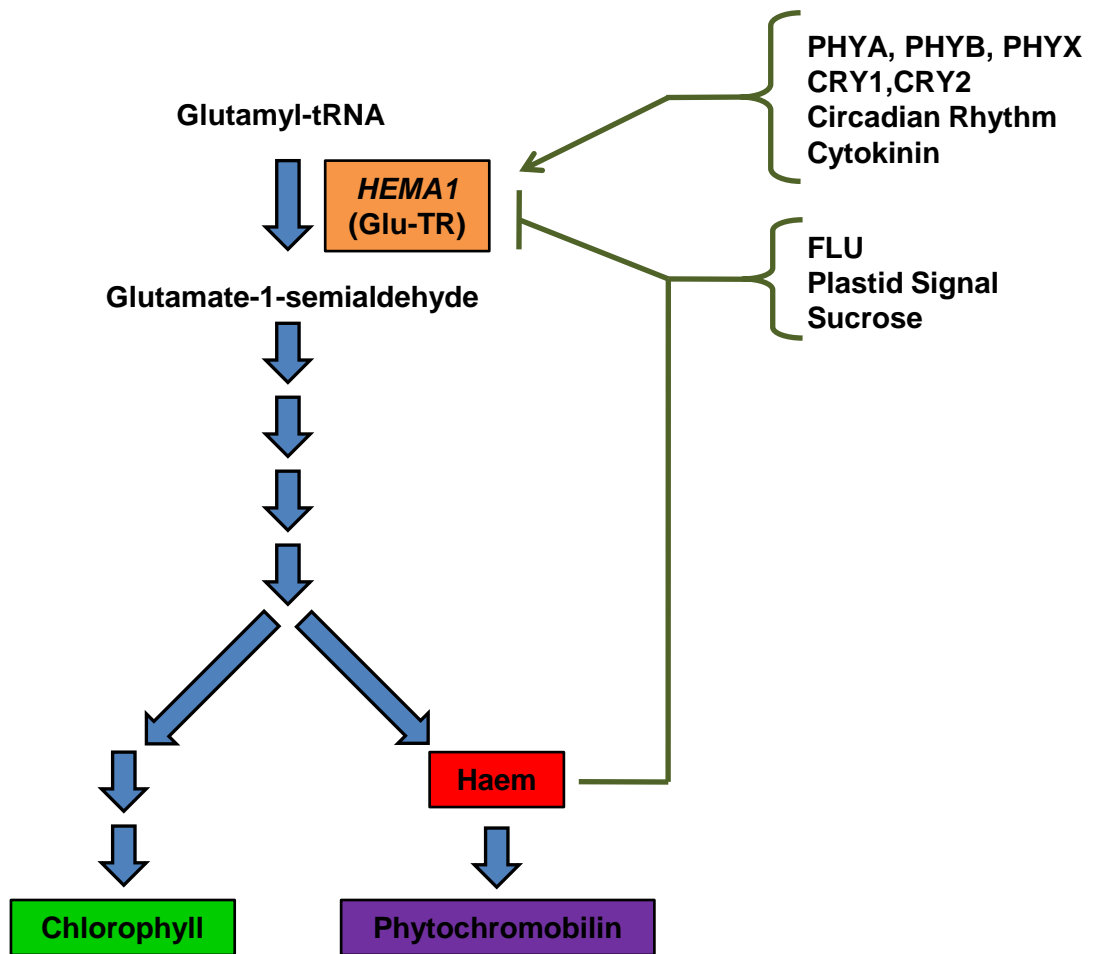 PHYA, PHYB, PHYX
CRY1,CRY2
Circadian Rhythm
Cytokinin
Glutamyl-tRNA
HEMA1
(Glu-TR)
FLU
Plastid Signal
Sucrose
Glutamate-1-semialdehyde
Haem
Chlorophyll
Phytochromobilin